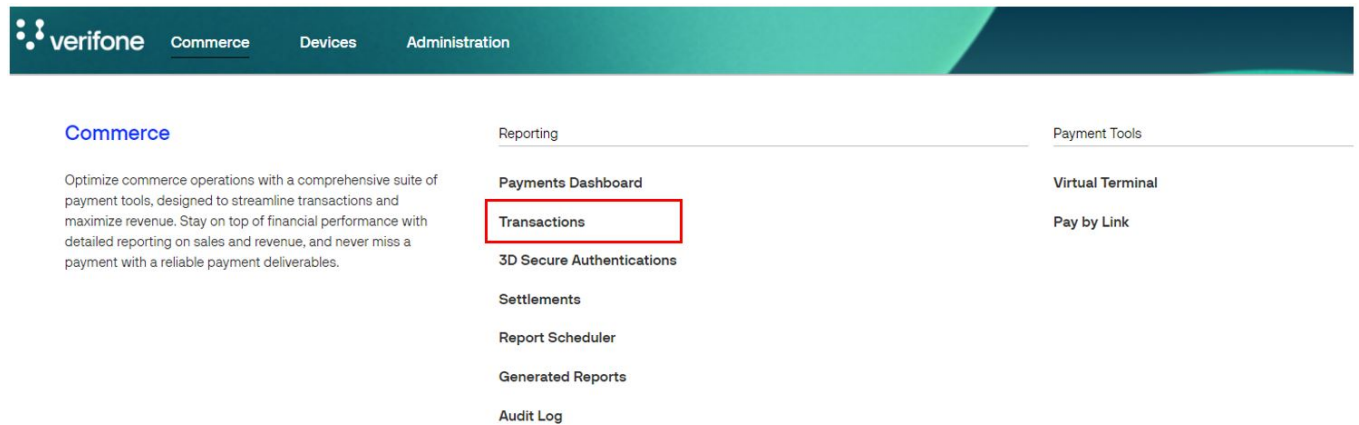 verifone Commerce Devices Administration
Commerce
Optimize commerce operations with a comprehensive suite of
payment tools, designed to streamline transactions and
maximize revenue. Stay on top of financial performance with
detailed reporting on sales and revenue, and never miss a
payment with a reliable payment deliverables.
Reporting
Payments Dashboard
Transactions
3D Secure Authentications
Settlements
Report Scheduler
Generated Reports
Audit Log
Payment Tools
Virtual Terminal
Pay by Link